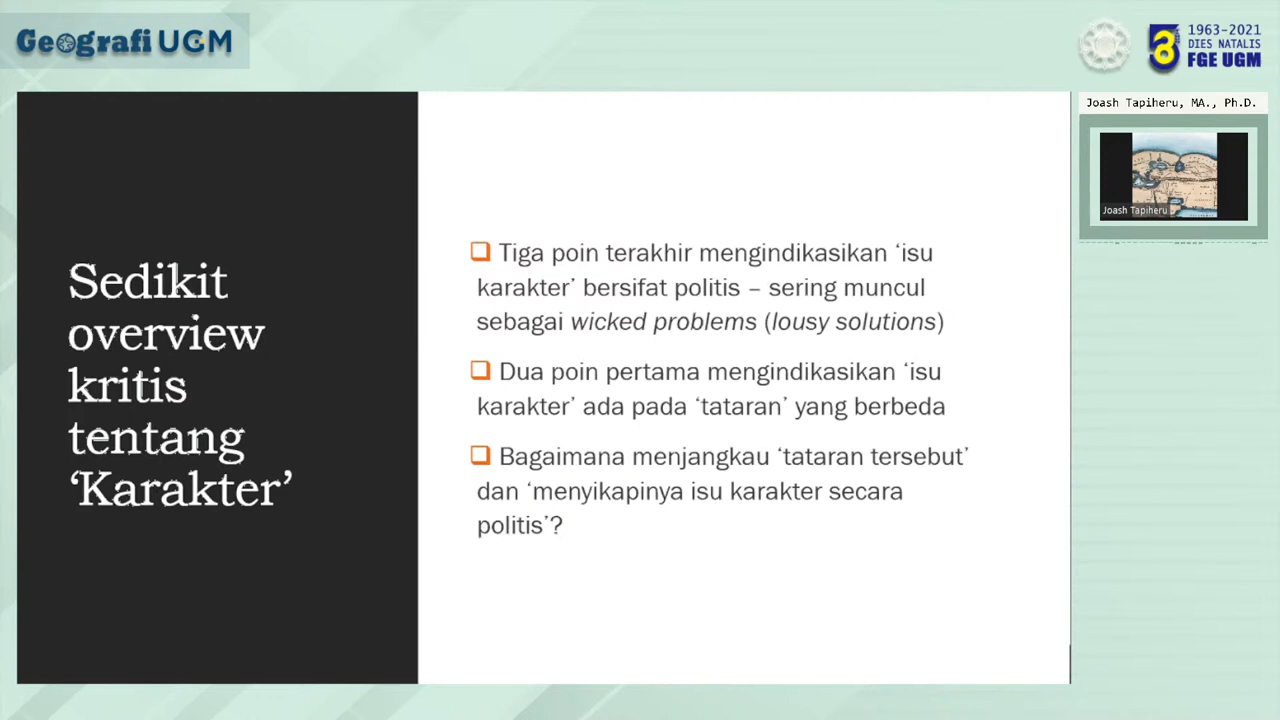 Geografi UGM
1963-2021
DIES NATALIS
FGE UGM
Joash Tapiheru, MA., Ph.D.
Joash Tapiheru
Sedikit
overview
kritis
tentang
‘Karakter’
Tiga poin terakhir mengindikasikan ‘isu
karakter’ bersifat politis – sering muncul
sebagai wicked problems (lousy solutions)
Dua poin pertama mengindikasikan ‘isu
karakter’ ada pada ‘tataran’ yang berbeda
Bagaimana menjangkau ‘tataran tersebut’
dan ‘menyikapinya isu karakter secara
politis’?